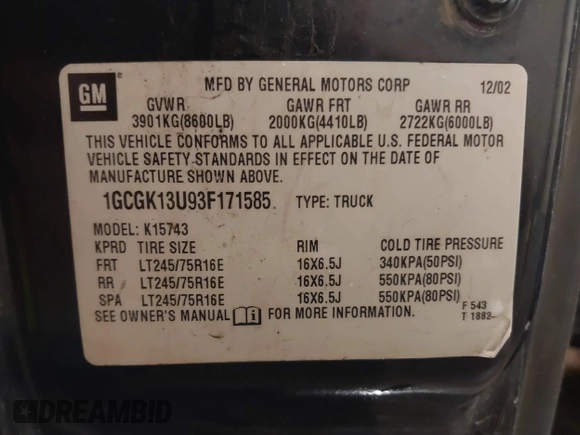 GM
MFD BY GENERAL MOTORS CORP 12/02
GVWR GAWR FRT GAWR RR
3901KG(8600LB) 2000KG(4410LB) 2722KG(6000LB)
THIS VEHICLE CONFORMS TO ALL APPLICABLE U.S. FEDERAL MOTOR
VEHICLE SAFETY STANDARDS IN EFFECT ON THE DATE OF
MANUFACTURE SHOWN ABOVE.
1GCGK13U93F171585 TYPE: TRUCK
MODEL: K15743
KPRD TIRE SIZE RIM COLD TIRE PRESSURE
FRT LT245/75R16E 16X6.5J 340KPA(50PSI)
RR LT245/75R16E 16X6.5J 550KPA(80PSI)
SPA LT245/75R16E 16X6.5J 550KPA(80PSI)
SEE OWNER'S MANUAL FOR MORE INFORMATION.
F 543
T 1882
DREAMBID